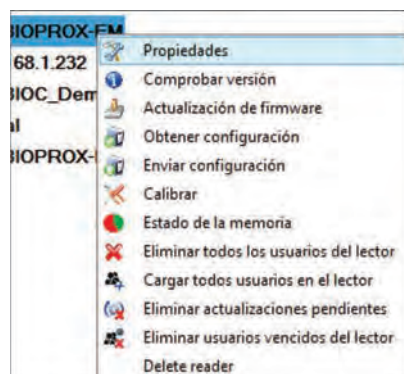 BIOPROX-EM
Propiedades
68.1.232
Comprobar versión
BIOC_Dem
Actualización de firmware
al
Obtener configuración
BIOPROX-
Enviar configuración
Calibrar
Estado de la memoria
Eliminar todos los usuarios del lector
Cargar todos usuarios en el lector
Eliminar actualizaciones pendientes
Eliminar usuarios vencidos del lector
Delete reader